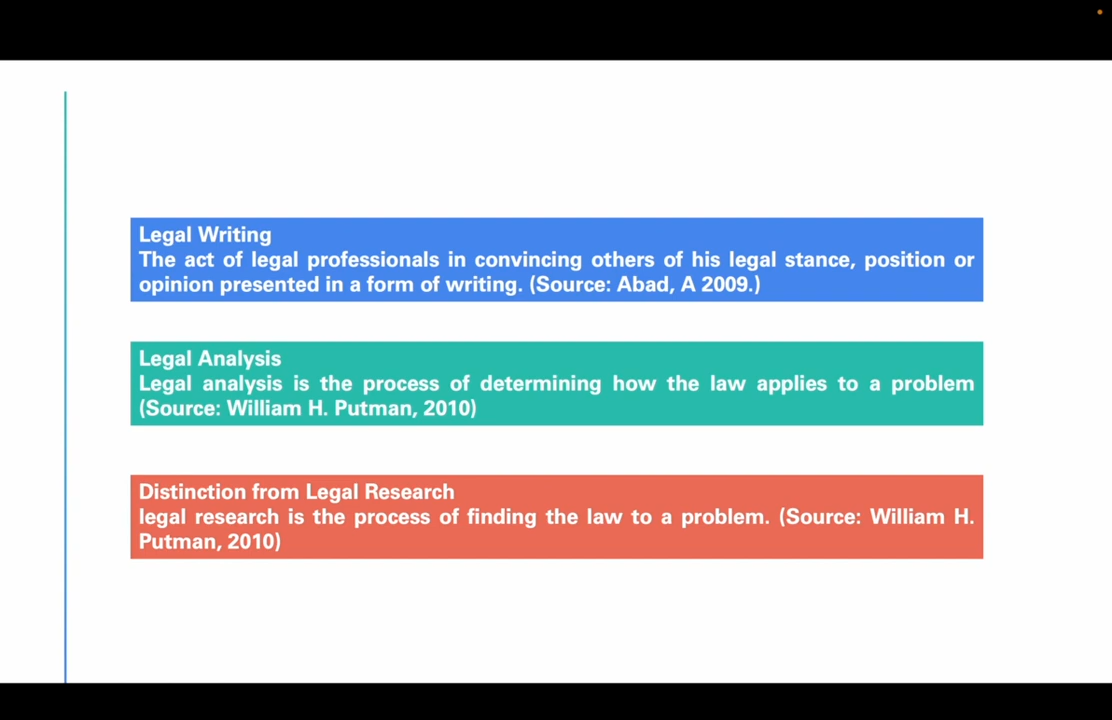 Legal Writing
The act of legal professionals in convincing others of his legal stance, position or
opinion presented in a form of writing. (Source: Abad, A 2009.)
Legal Analysis
Legal analysis is the process of determining how the law applies to a problem
(Source: William H. Putman, 2010)
Distinction from Legal Research
legal research is the process of finding the law to a problem. (Source: William H.
Putman, 2010)